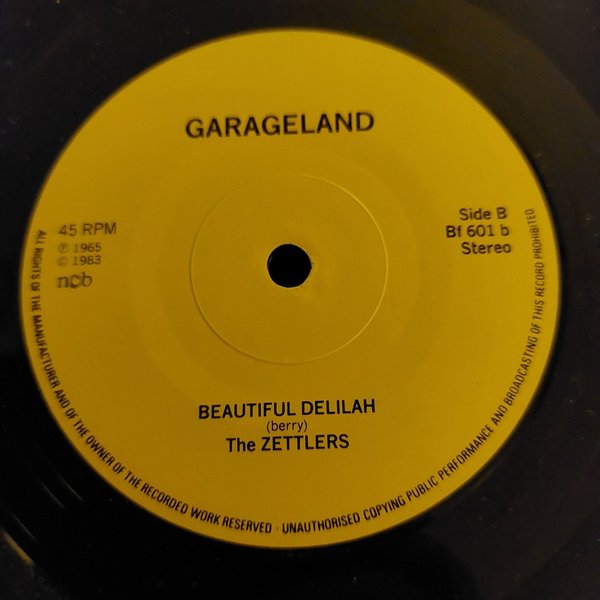 GARAGELAND
45 RPM
℗ 1965
© 1983
ncb
Side B
Bf 601 b
Stereo
BEAUTIFUL DELILAH
(berry)
The ZETTLERS
ALL RIGHTS OF THE MANUFACTURER AND OF THE OWNER OF THE RECORDED WORK RESERVED · UNAUTHORISED COPYING PUBLIC PERFORMANCE AND BROADCASTING OF THIS RECORD PROHIBITED